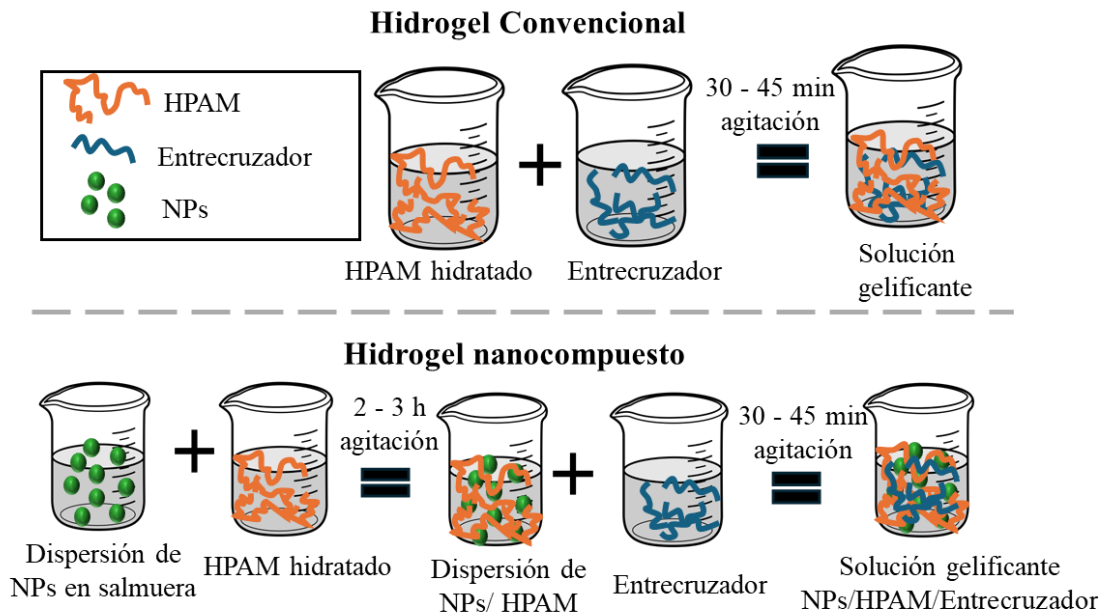 Hidrogel Convencional
HPAM
Entrecruzador
NPs
30 - 45 min
agitación
HPAM hidratado
Entrecruzador
Solución
gelificante
Hidrogel nanocompuesto
2 - 3 h
agitación
30 - 45 min
agitación
Dispersión de
NPs en salmuera
HPAM hidratado
Dispersión de
NPs/ HPAM
Entrecruzador
Solución gelificante
NPs/HPAM/Entrecruzador